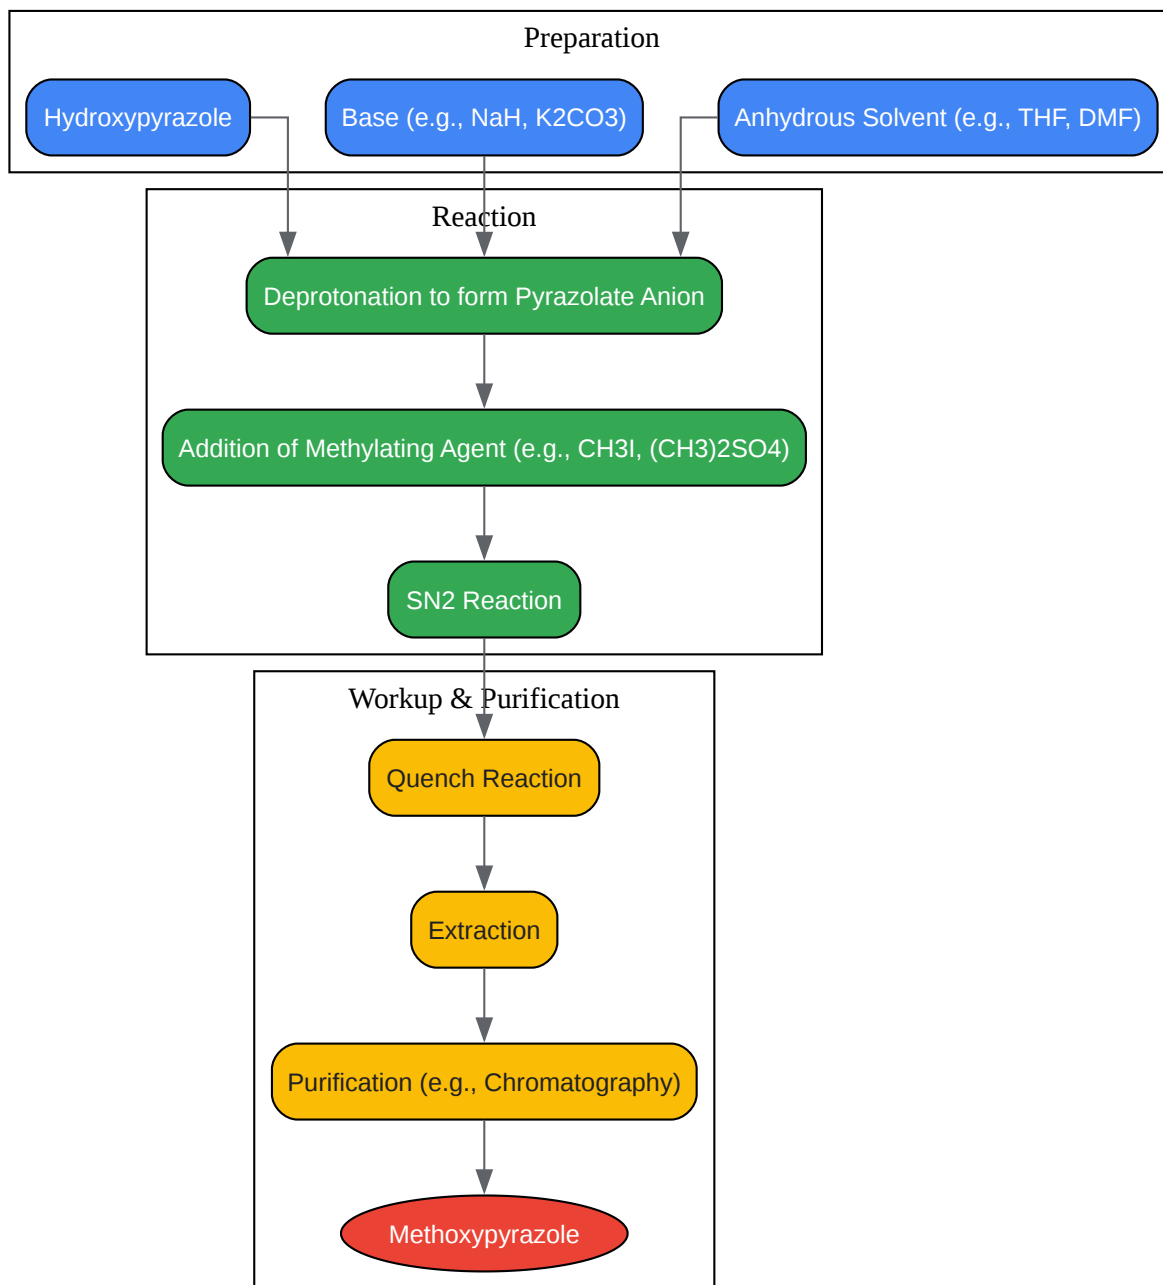 Preparation
Hydroxypyrazole
Base (e.g., NaH, K2CO3)
Anhydrous Solvent (e.g., THF, DMF)
Reaction
Deprotonation to form Pyrazolate Anion
Addition of Methylating Agent (e.g., CH3I, (CH3)2SO4)
SN2 Reaction
Workup & Purification
Quench Reaction
Extraction
Purification (e.g., Chromatography)
Methoxypyrazole